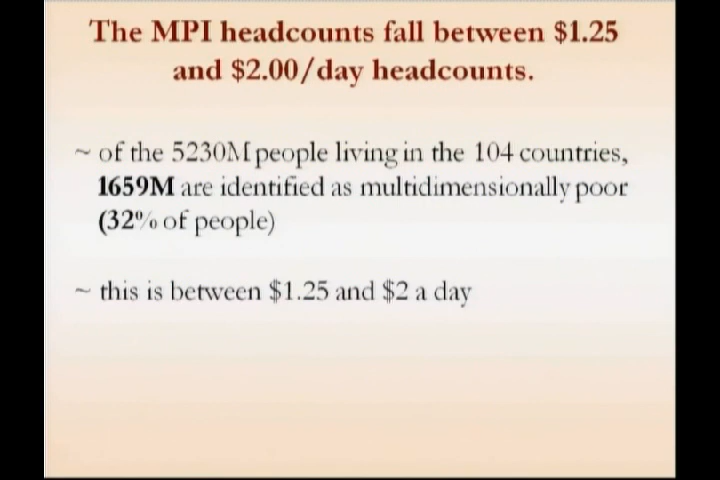 The MPI headcounts fall between $1.25
and $2.00/day headcounts.
~ of the 5230M people living in the 104 countries,
1659M are identified as multidimensionally poor
(32% of people)
~ this is between $1.25 and $2 a day